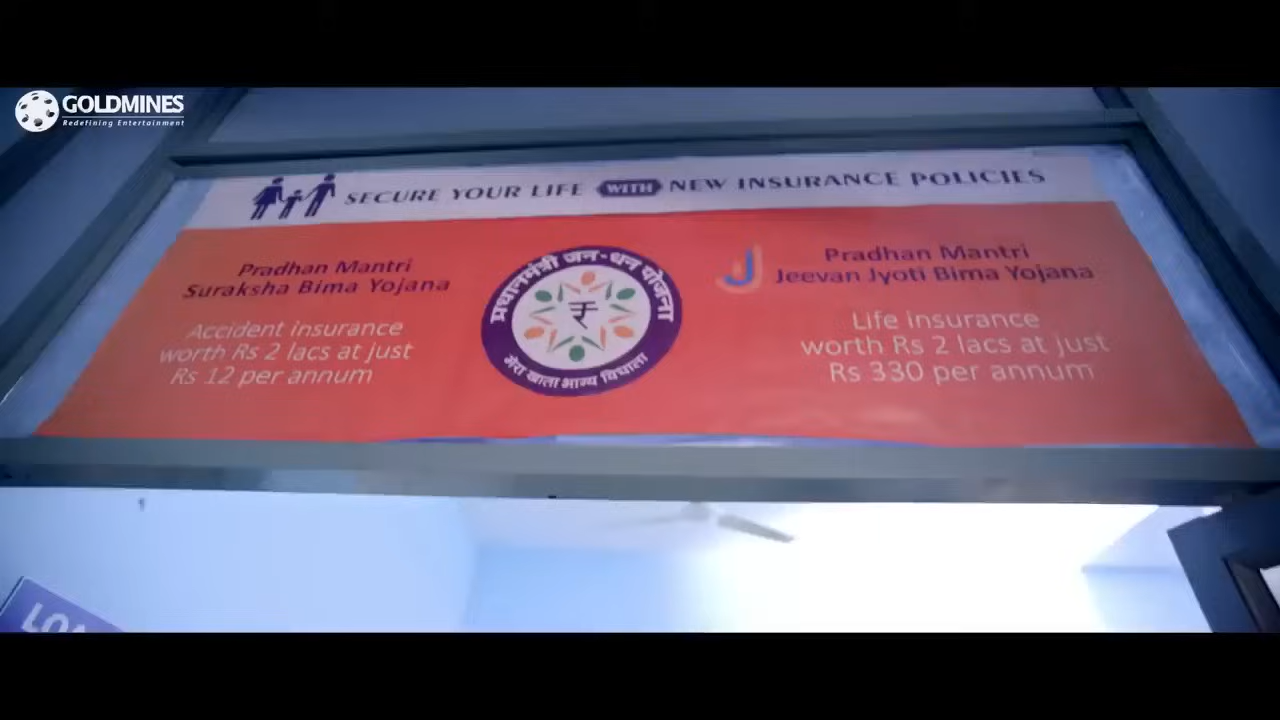 GOLDMINES
Redefining Entertainment
SECURE YOUR LIFE WITH NEW INSURANCE POLICIES
Pradhan Mantri
Suraksha Bima Yojana
Accident insurance
worth Rs 2 lacs at just
Rs 12 per annum
प्रधानमंत्री जन-धन योजना
₹
मेरा खाता भाग्य विधाता
J
Pradhan Mantri
Jeevan Jyoti Bima Yojana
Life insurance
worth Rs 2 lacs at just
Rs 330 per annum